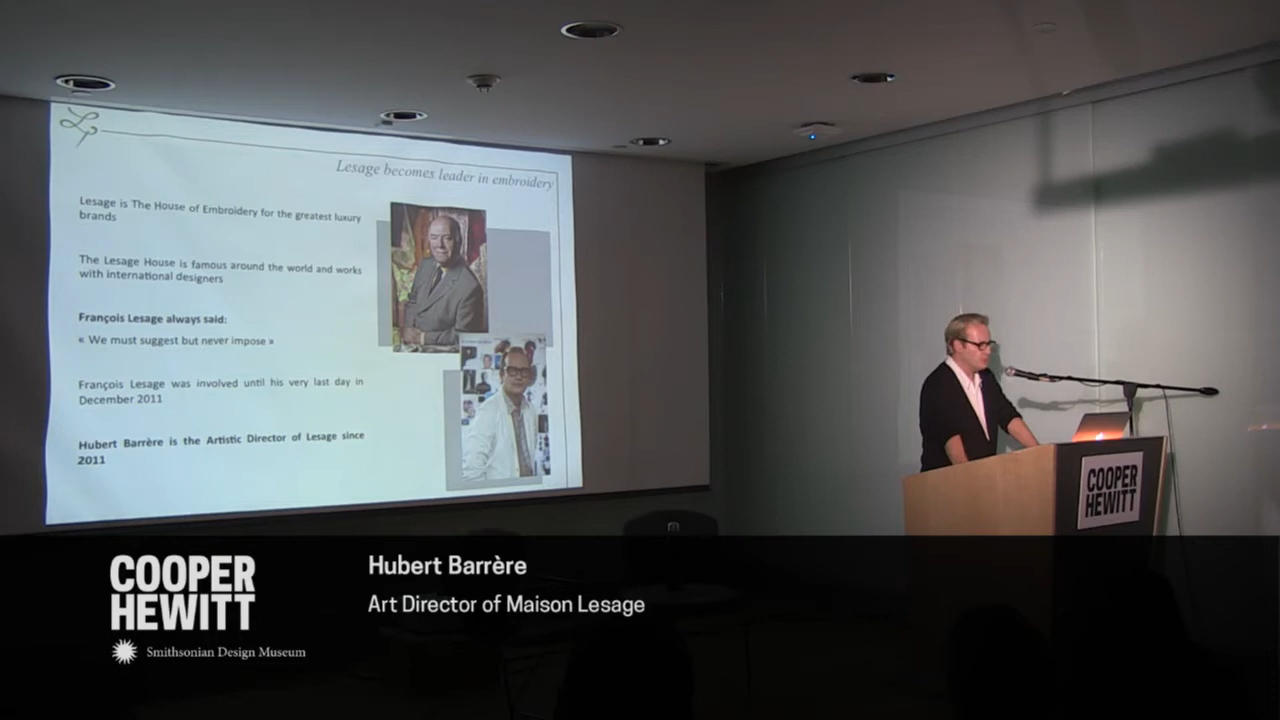 Lesage becomes leader in embroidery
Lesage is The House of Embroidery for the greatest luxury
brands
The Lesage House is famous around the world and works
with international designers
François Lesage always said:
« We must suggest but never impose »
François Lesage was involved until his very last day in
December 2011
Hubert Barrère is the Artistic Director of Lesage since
2011
COOPER
HEWITT
COOPER
HEWITT
Smithsonian Design Museum
Hubert Barrère
Art Director of Maison Lesage